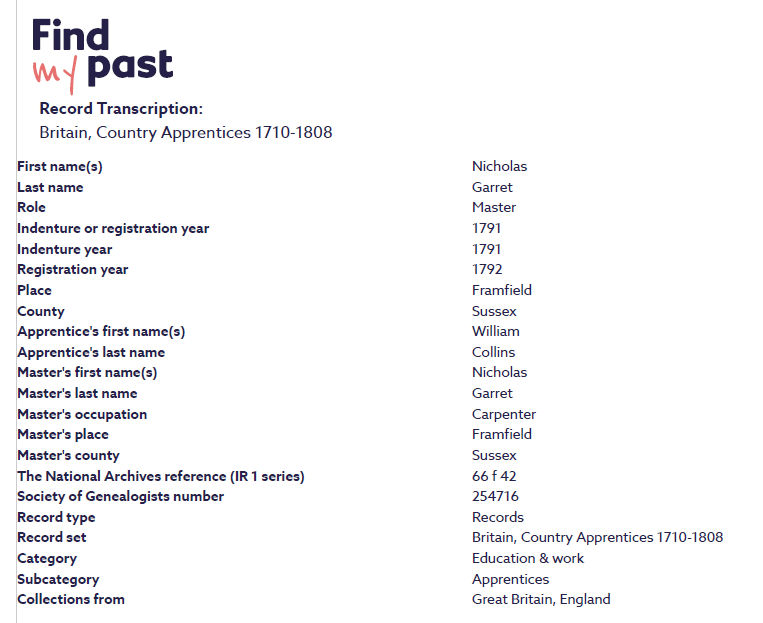 Find
my past
Record Transcription:
Britain, Country Apprentices 1710-1808
First name(s) Nicholas
Last name Garret
Role Master
Indenture or registration year 1791
Indenture year 1791
Registration year 1792
Place Framfield
County Sussex
Apprentice's first name(s) William
Apprentice's last name Collins
Master's first name(s) Nicholas
Master's last name Garret
Master's occupation Carpenter
Master's place Framfield
Master's county Sussex
The National Archives reference (IR 1 series) 66 f 42
Society of Genealogists number 254716
Record type Records
Record set Britain, Country Apprentices 1710-1808
Category Education & work
Subcategory Apprentices
Collections from Great Britain, England